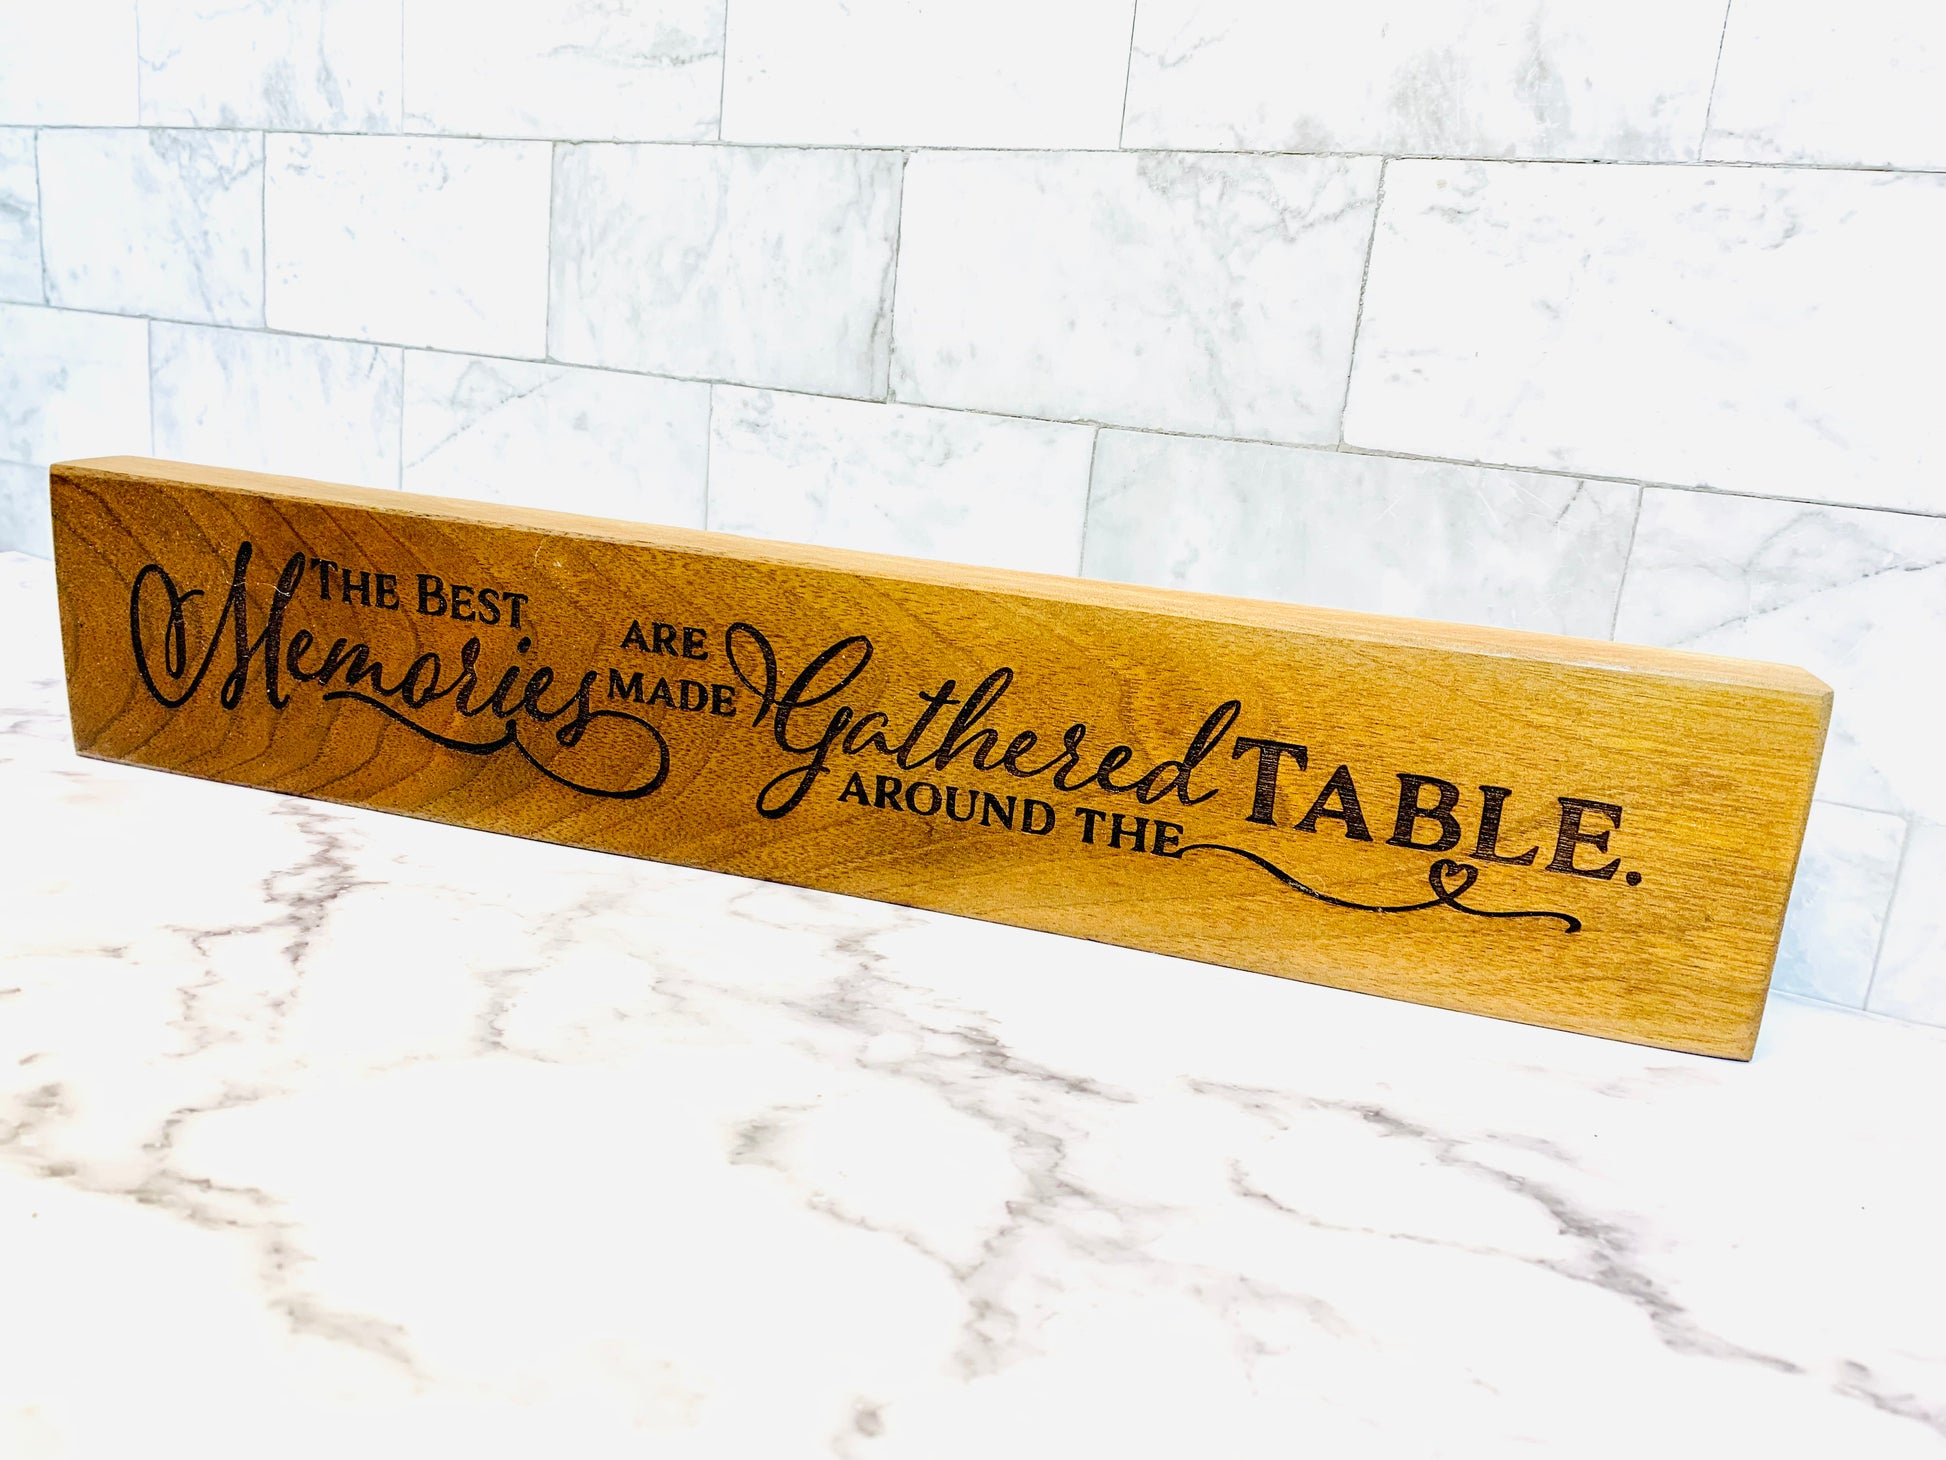 The Best
Memories
are
made
Gathered
around the
Table.